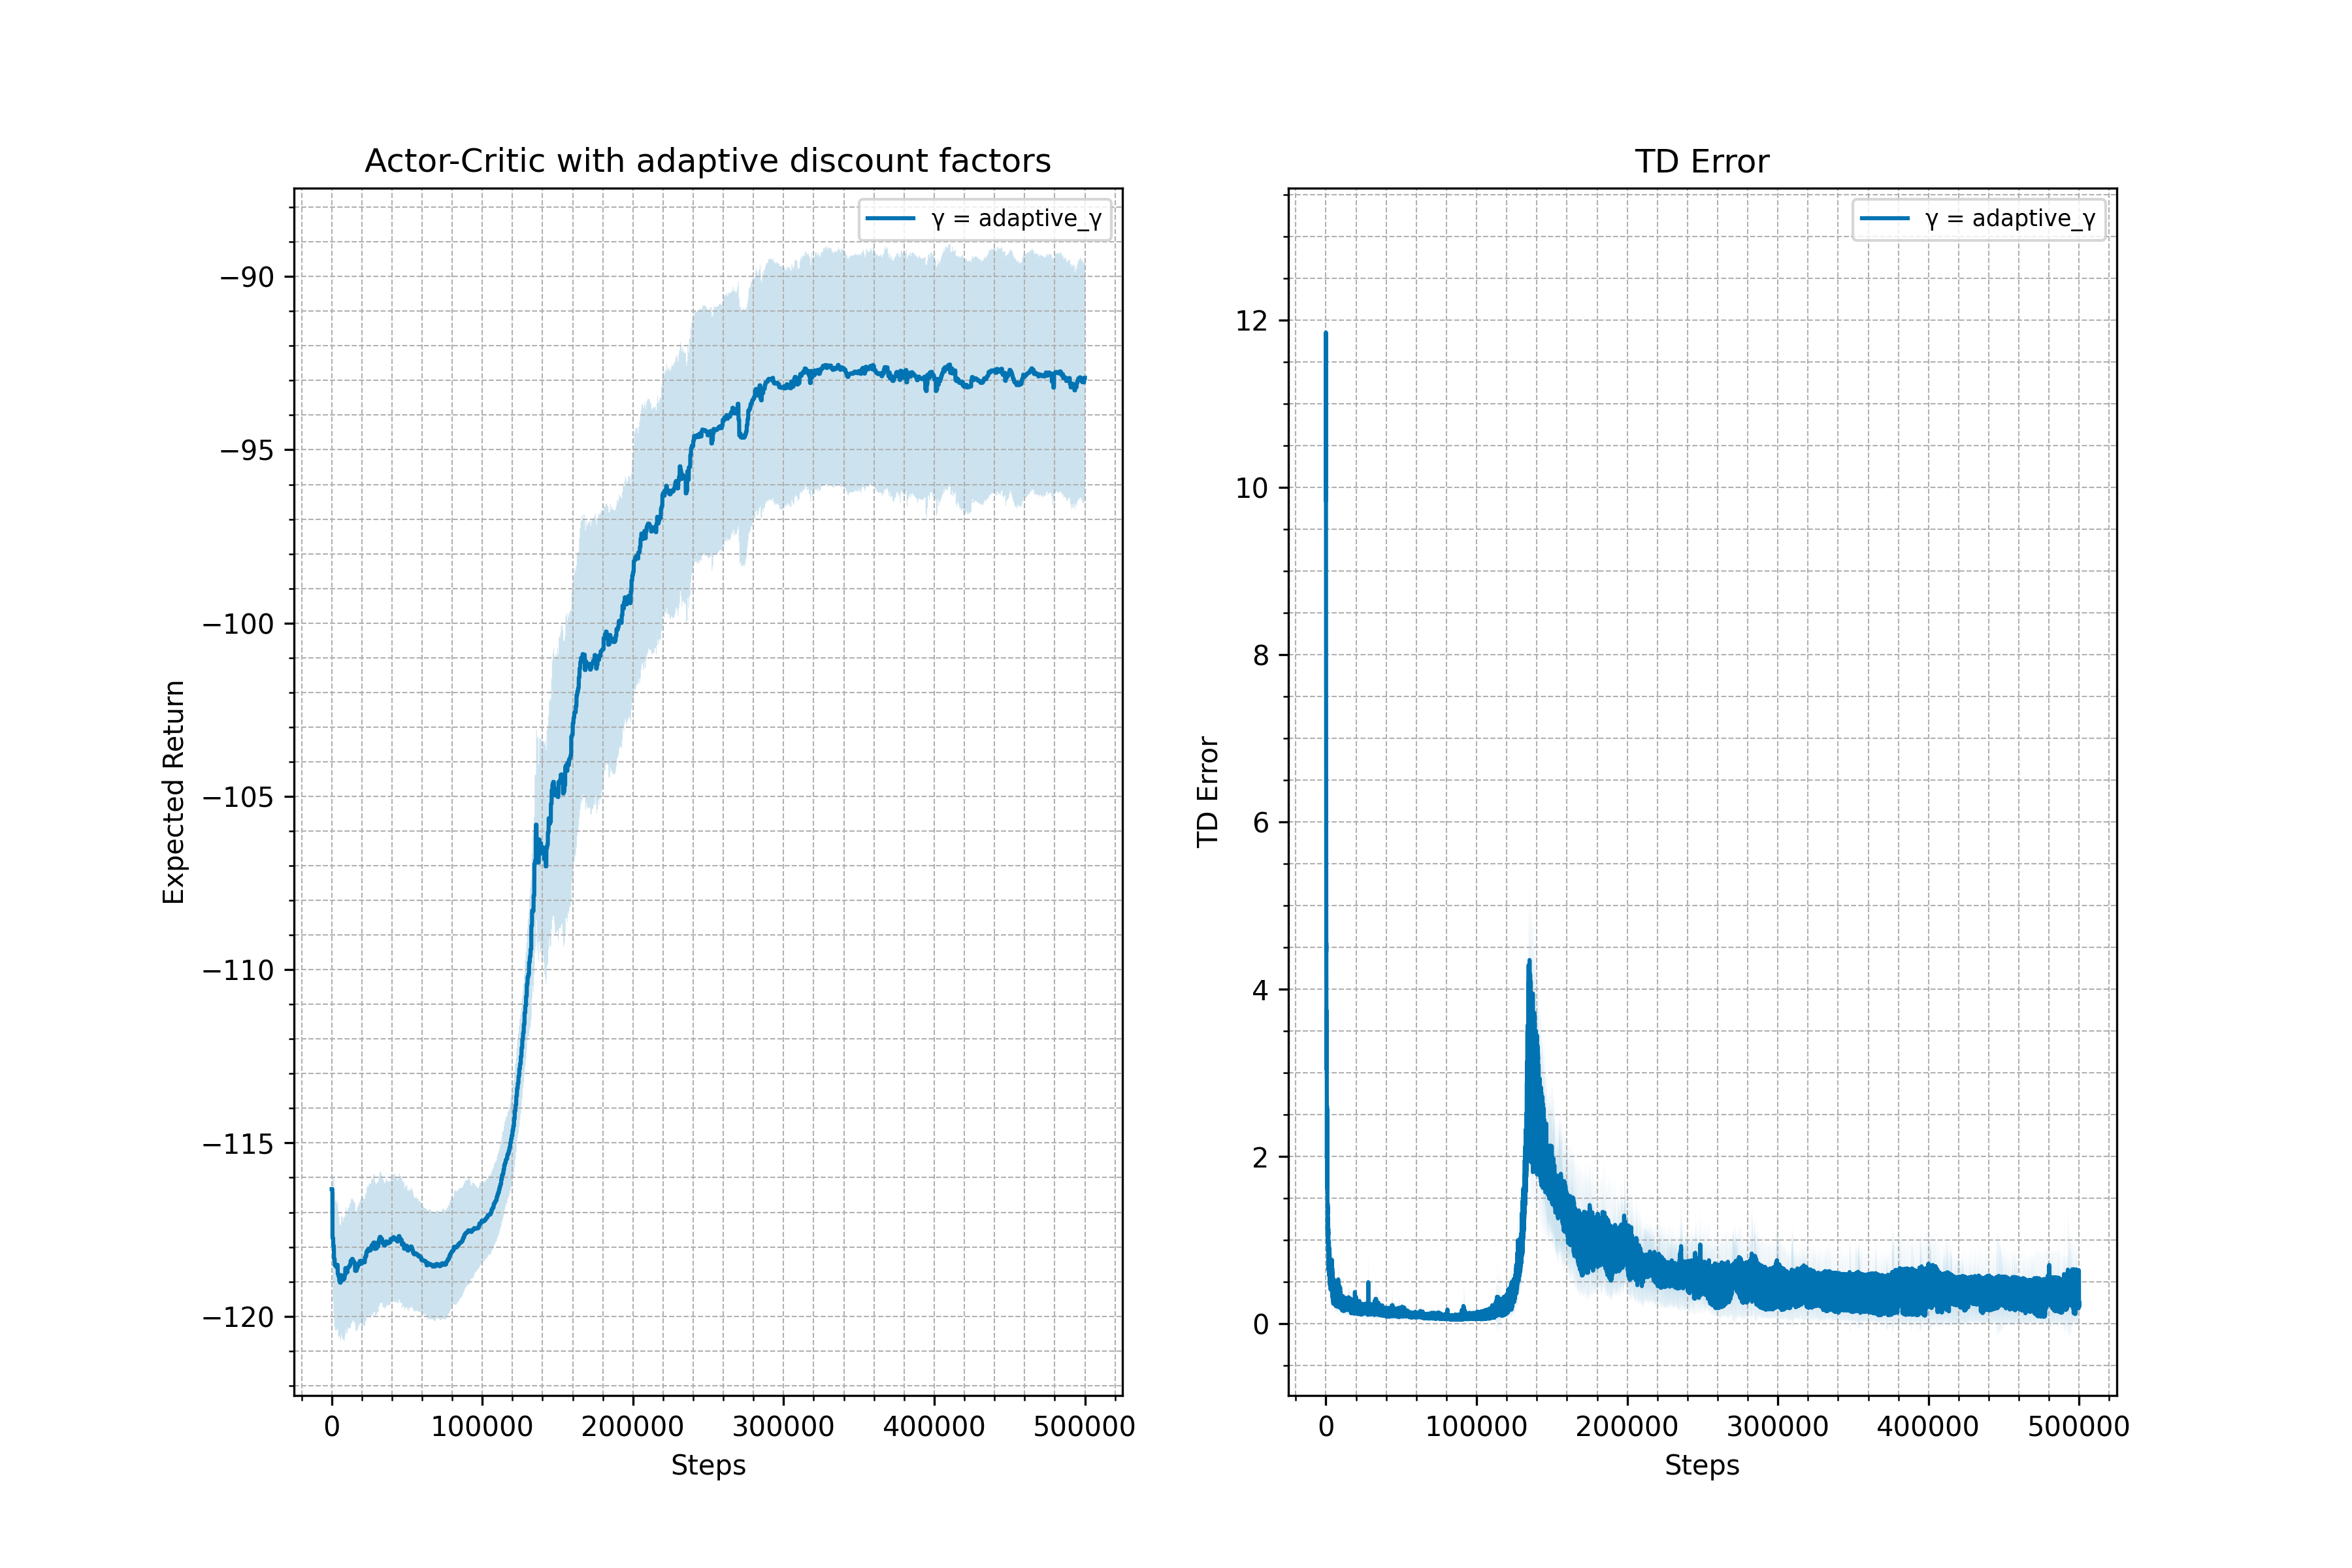 Actor-Critic with adaptive discount factors
γ = adaptive_γ
−90
−95
−100
−105
−110
−115
−120
Expected Return
0 100000 200000 300000 400000 500000
Steps
TD Error
γ = adaptive_γ
12
10
8
6
4
2
0
TD Error
0 100000 200000 300000 400000 500000
Steps